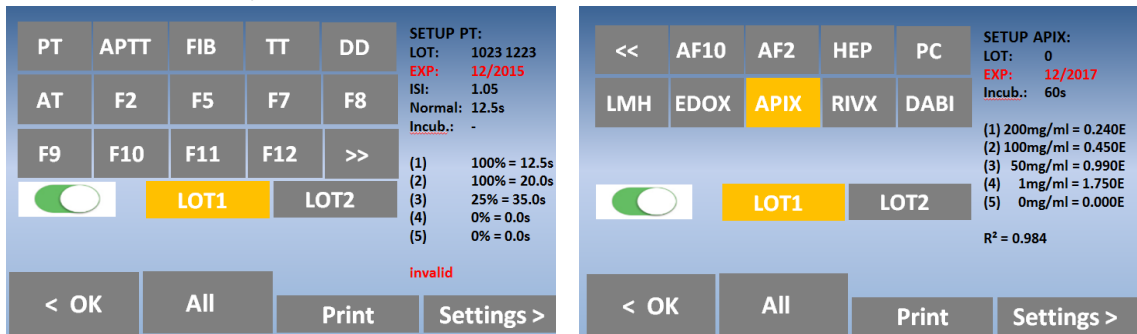 PT APTT FIB TT DD
AT F2 F5 F7 F8
F9 F10 F11 F12 >>
LOT1 LOT2
SETUP PT:
LOT: 1023 1223
EXP: 12/2015
ISI: 1.05
Normal: 12.5s
Incub.: -
(1) 100% = 12.5s
(2) 100% = 20.0s
(3) 25% = 35.0s
(4) 0% = 0.0s
(5) 0% = 0.0s
invalid
< OK All Print Settings >
<< AF10 AF2 HEP PC
LMH EDOX APIX RIVX DABI
LOT1 LOT2
SETUP APIX:
LOT: 0
EXP: 12/2017
Incub.: 60s
(1) 200mg/ml = 0.240E
(2) 100mg/ml = 0.450E
(3) 50mg/ml = 0.990E
(4) 1mg/ml = 1.750E
(5) 0mg/ml = 0.000E
R² = 0.984
< OK All Print Settings >